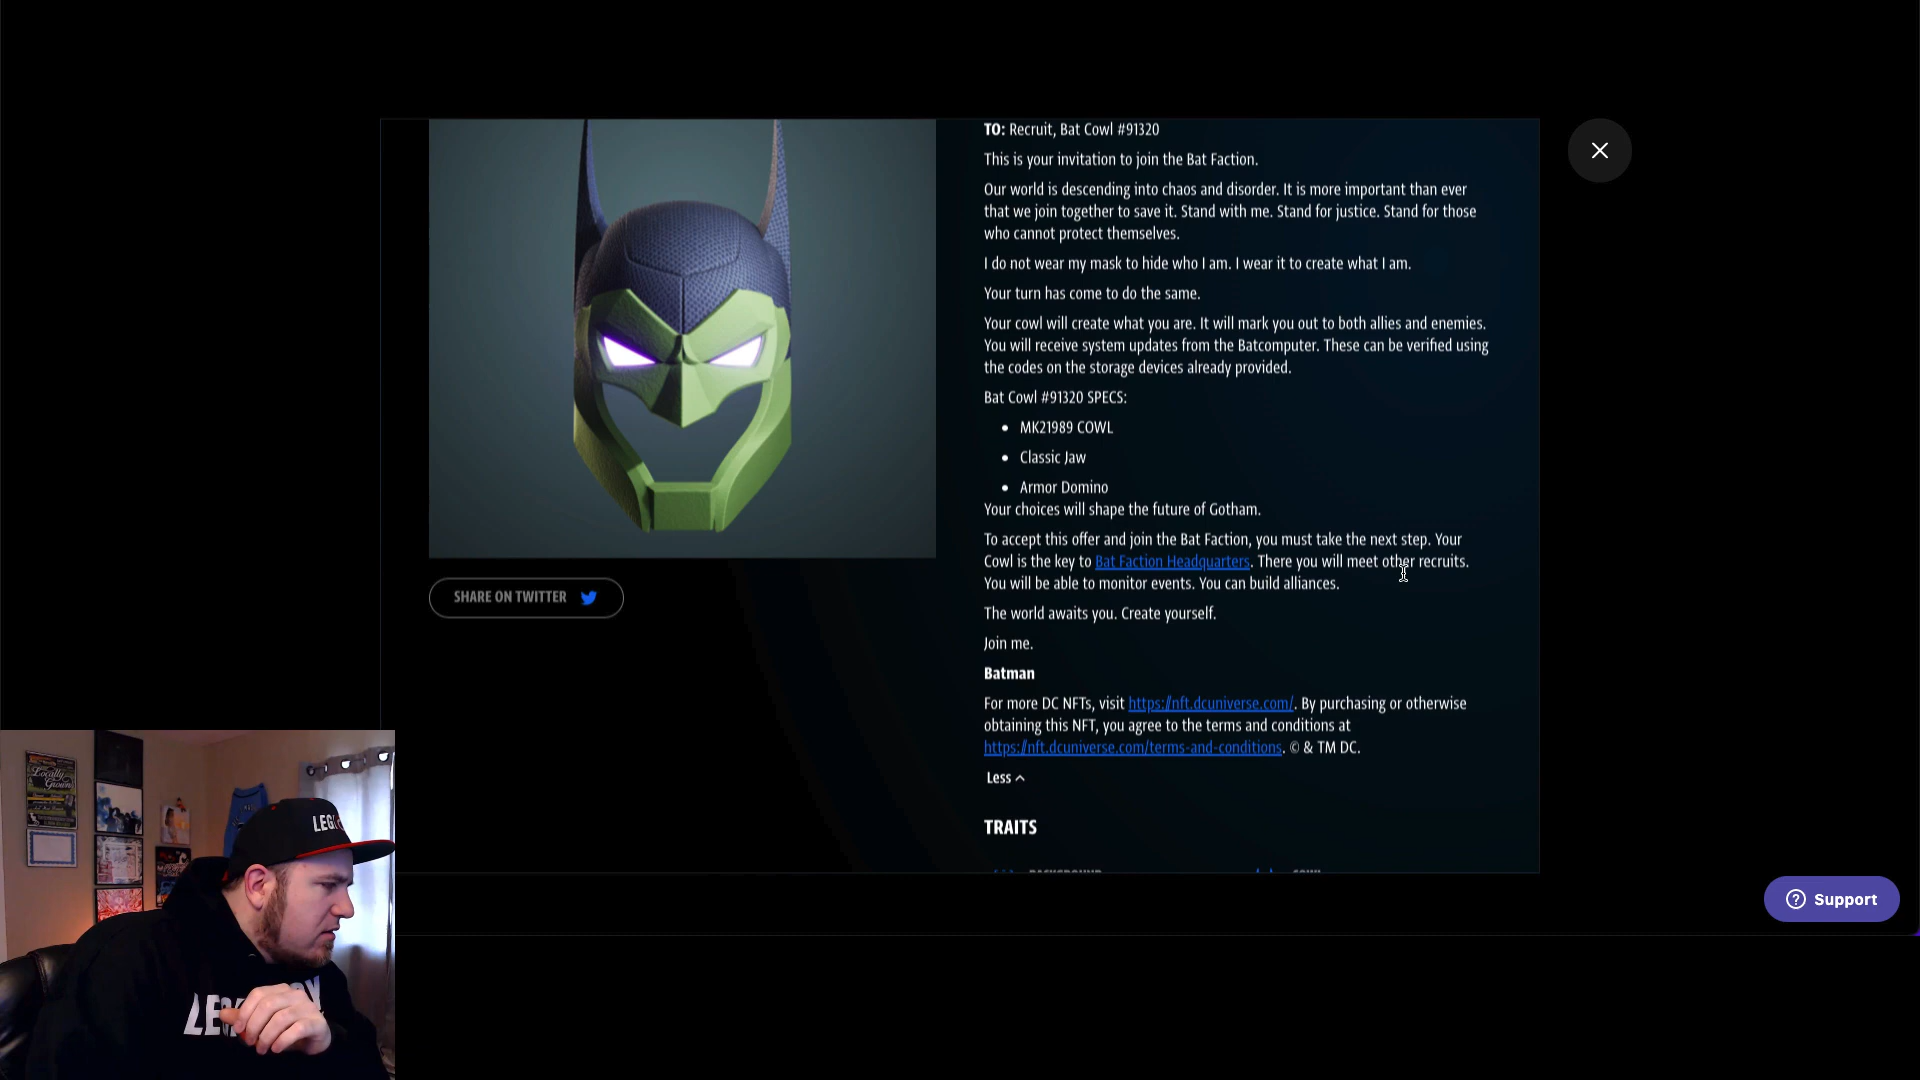 TO: Recruit, Bat Cowl #91320
This is your invitation to join the Bat Faction.
Our world is descending into chaos and disorder. It is more important than ever
that we join together to save it. Stand with me. Stand for justice. Stand for those
who cannot protect themselves.
I do not wear my mask to hide who I am. I wear it to create what I am.
Your turn has come to do the same.
Your cowl will create what you are. It will mark you out to both allies and enemies.
You will receive system updates from the Batcomputer. These can be verified using
the codes on the storage devices already provided.
Bat Cowl #91320 SPECS:
• MK21989 COWL
• Classic Jaw
• Armor Domino
Your choices will shape the future of Gotham.
To accept this offer and join the Bat Faction, you must take the next step. Your
Cowl is the key to Bat Faction Headquarters. There you will meet other recruits.
You will be able to monitor events. You can build alliances.
The world awaits you. Create yourself.
Join me.
Batman
For more DC NFTs, visit https://nft.dcuniverse.com/. By purchasing or otherwise
obtaining this NFT, you agree to the terms and conditions at
https://nft.dcuniverse.com/terms-and-conditions. © & TM DC.
Less
TRAITS
SHARE ON TWITTER
Support
Locally
Grown